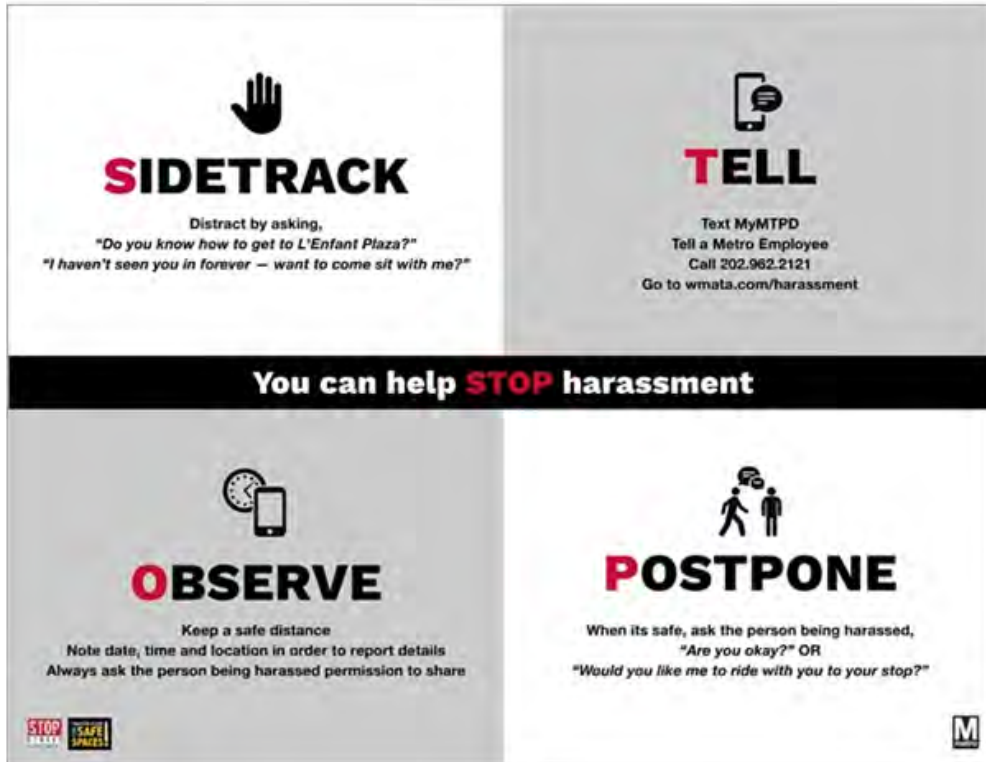 SIDETRACK
Distract by asking,
"Do you know how to get to L'Enfant Plaza?"
"I haven't seen you in forever — want to come sit with me?"
TELL
Text MyMTPD
Tell a Metro Employee
Call 202.962.2121
Go to wmata.com/harassment
You can help STOP harassment
OBSERVE
Keep a safe distance
Note date, time and location in order to report details
Always ask the person being harassed permission to share
POSTPONE
When its safe, ask the person being harassed,
"Are you okay?" OR
"Would you like me to ride with you to your stop?"
STOP
SAFE
SPACES!
M